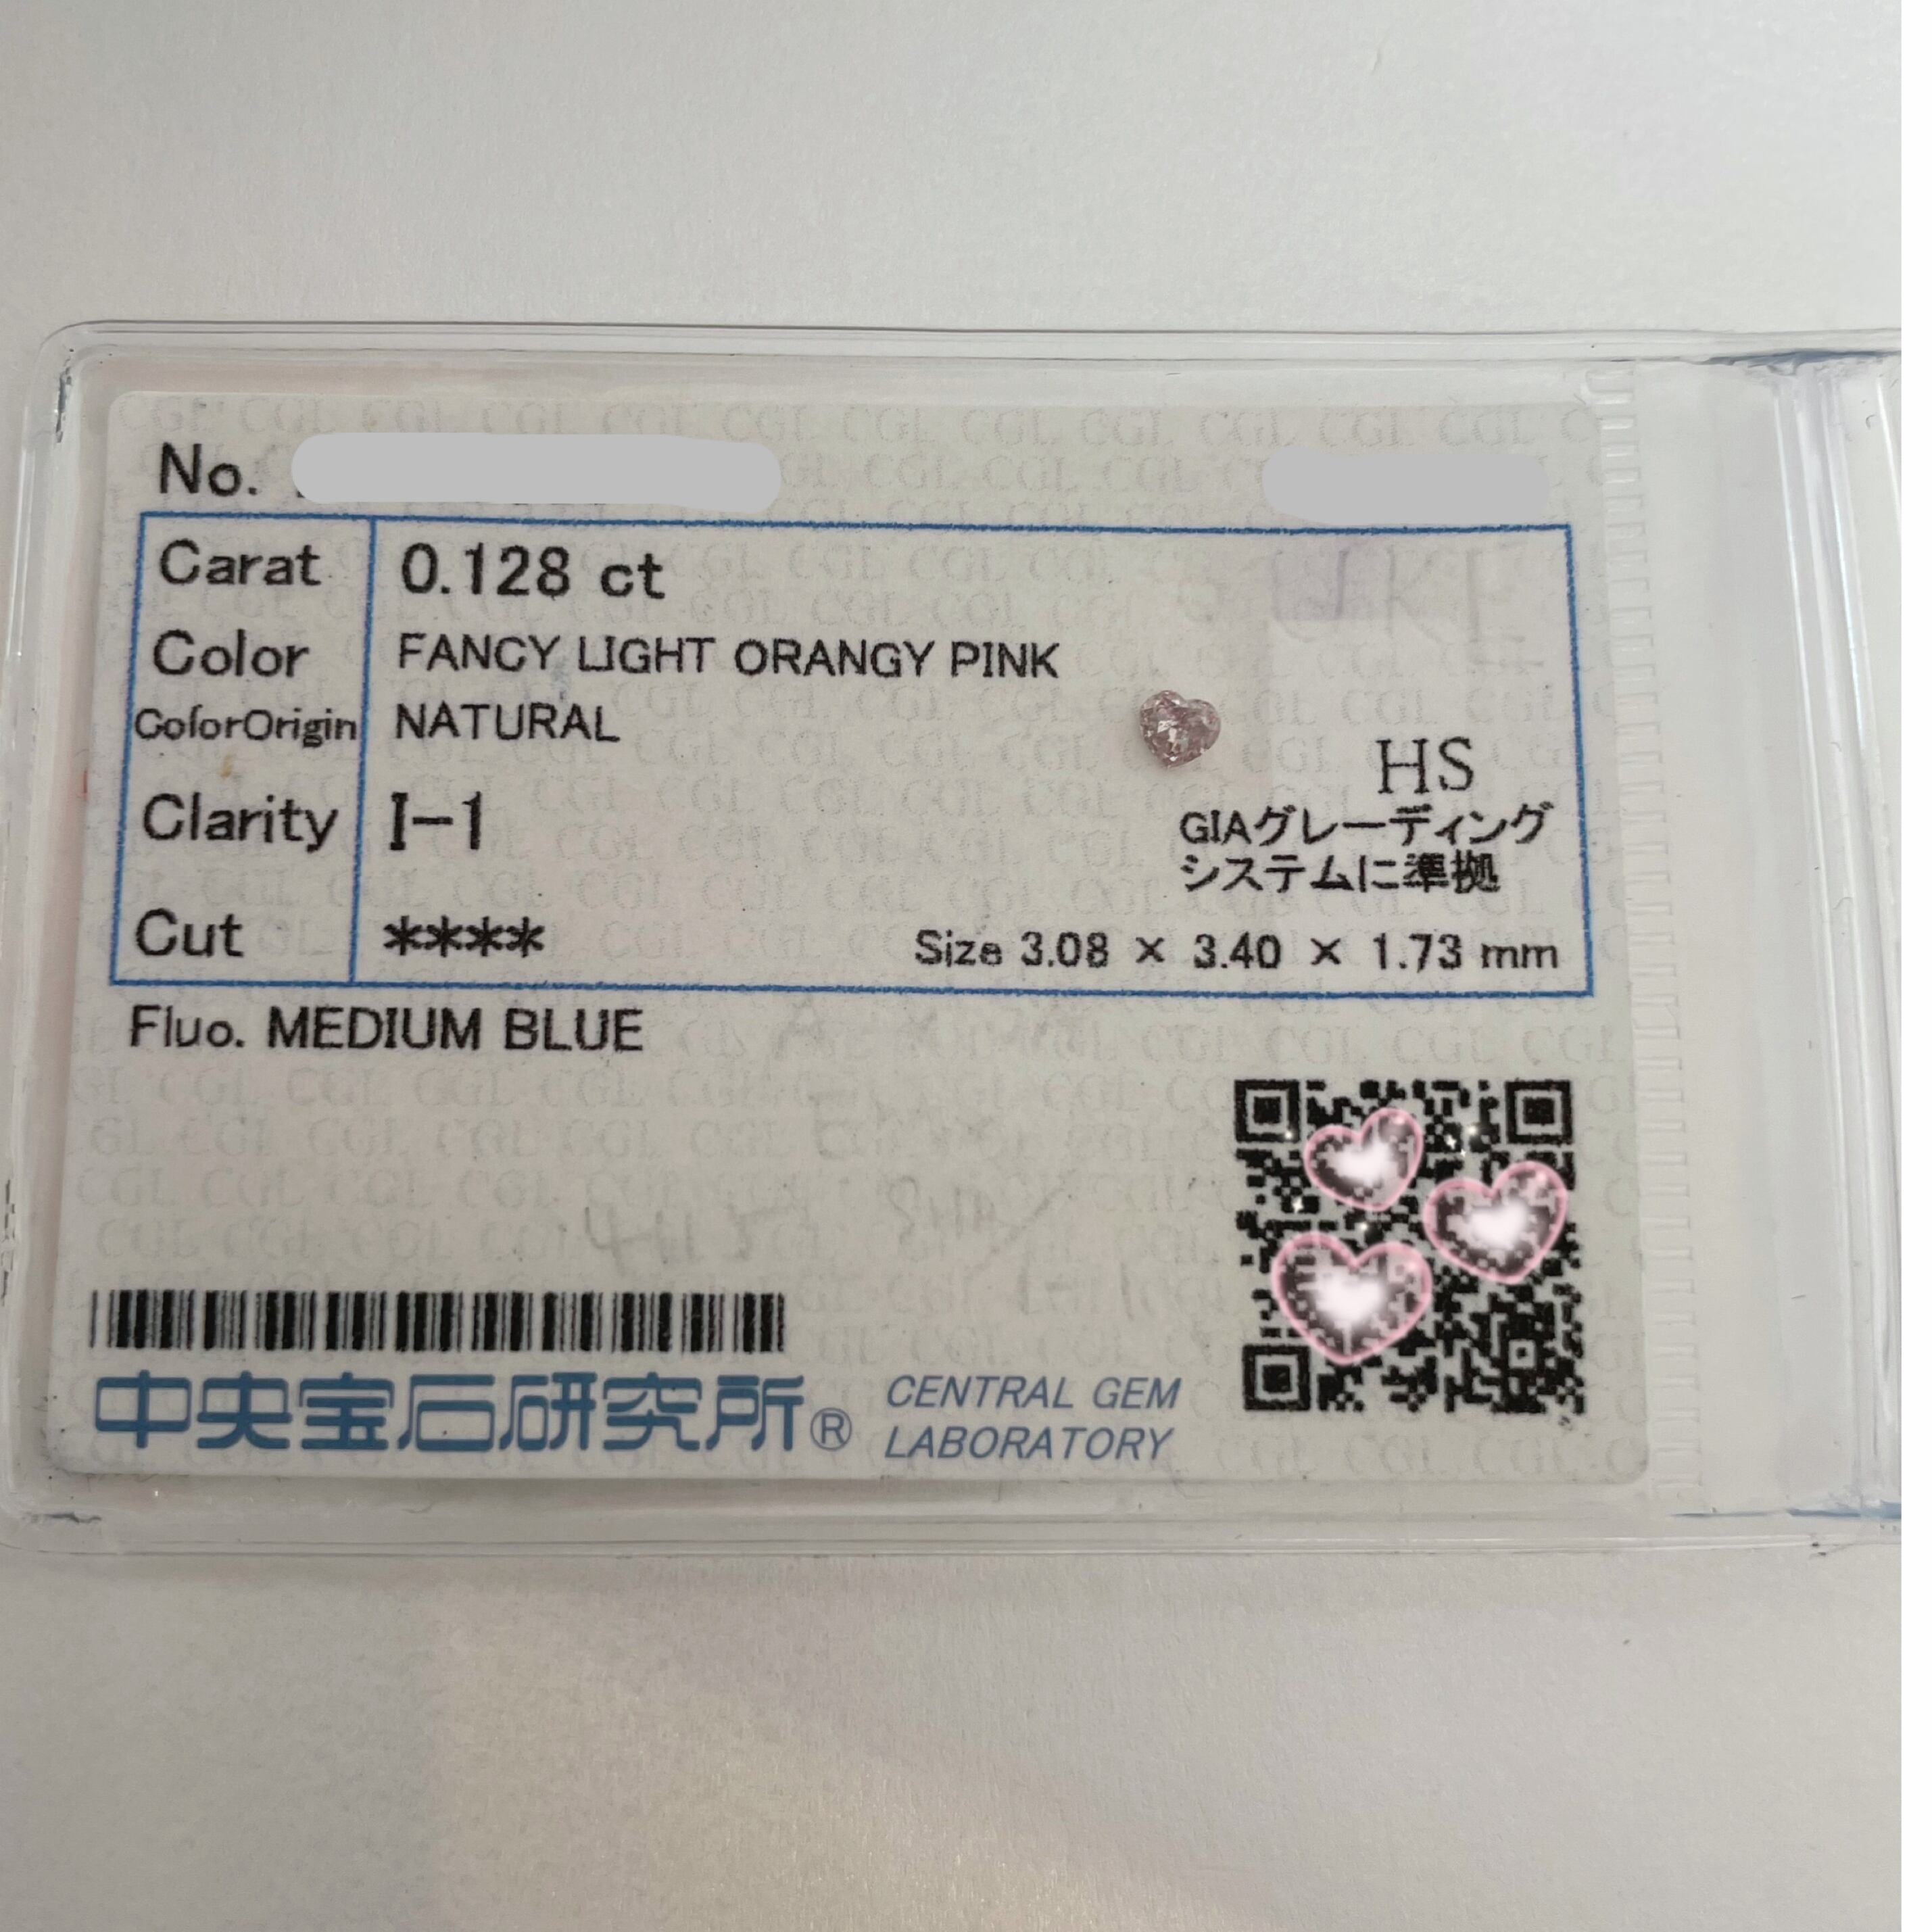 No.
Carat 0.128 ct
Color FANCY LIGHT ORANGY PINK
ColorOrigin NATURAL
HS
Clarity I-1
GIAグレーディング
システムに準拠
Cut ****
Size 3.08 × 3.40 × 1.73 mm
Fluo. MEDIUM BLUE
中央宝石研究所®
CENTRAL GEM
LABORATORY